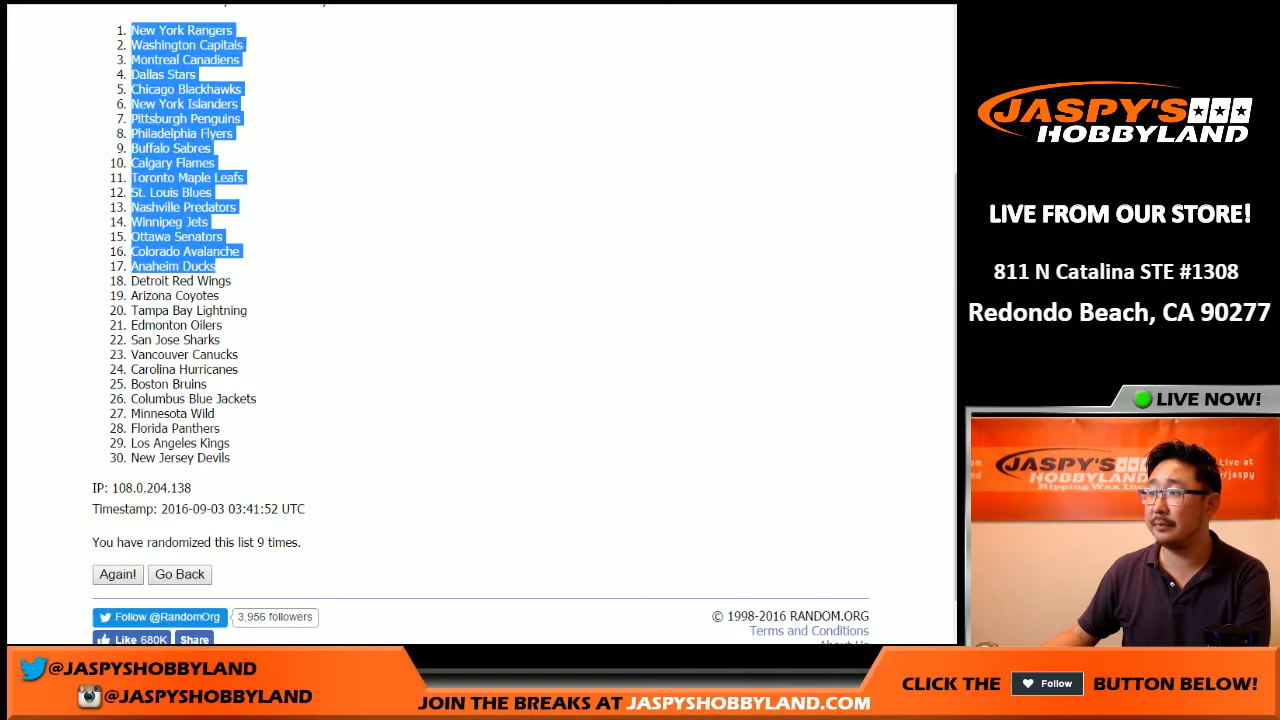 1. New York Rangers
2. Washington Capitals
3. Montreal Canadiens
4. Dallas Stars
5. Chicago Blackhawks
6. New York Islanders
7. Pittsburgh Penguins
8. Philadelphia Flyers
9. Buffalo Sabres
10. Calgary Flames
11. Toronto Maple Leafs
12. St. Louis Blues
13. Nashville Predators
14. Winnipeg Jets
15. Ottawa Senators
16. Colorado Avalanche
17. Anaheim Ducks
18. Detroit Red Wings
19. Arizona Coyotes
20. Tampa Bay Lightning
21. Edmonton Oilers
22. San Jose Sharks
23. Vancouver Canucks
24. Carolina Hurricanes
25. Boston Bruins
26. Columbus Blue Jackets
27. Minnesota Wild
28. Florida Panthers
29. Los Angeles Kings
30. New Jersey Devils
IP: 108.0.204.138
Timestamp: 2016-09-03 03:41:52 UTC
You have randomized this list 9 times.
Again! Go Back
Follow @RandomOrg 3,956 followers
Like 680K Share
© 1998-2016 RANDOM.ORG
Terms and Conditions
JASPY'S
HOBBYLAND
LIVE FROM OUR STORE!
811 N Catalina STE #1308
Redondo Beach, CA 90277
LIVE NOW!
JASPY'S
HOBBYLAND
Ripping Wax Inc.
Live at
/jaspy
@JASPYSHOBBYLAND
@JASPYSHOBBYLAND
JOIN THE BREAKS AT JASPYSHOBBYLAND.COM
CLICK THE Follow BUTTON BELOW!